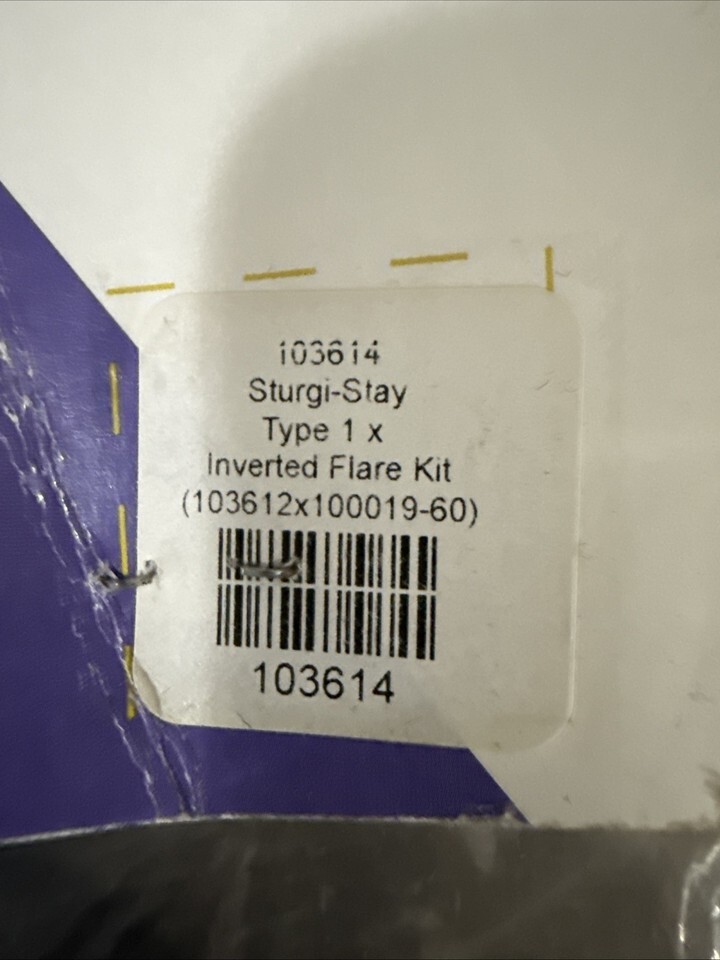 103614
Sturgi-Stay
Type 1 x
Inverted Flare Kit
(103612x100019-60)
103614